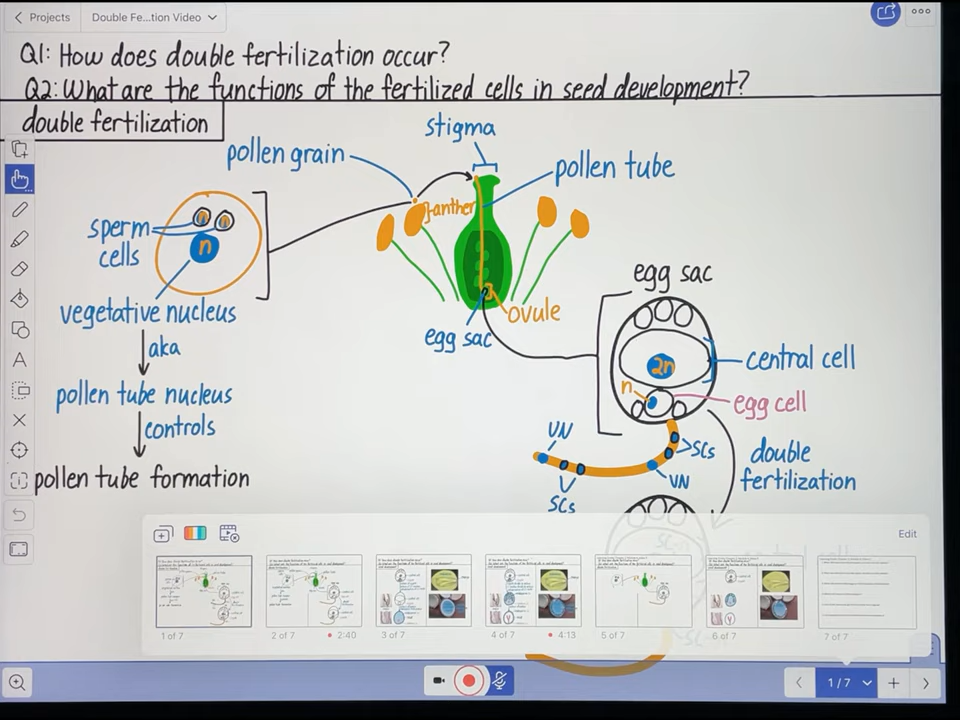 Projects
Double Fe...tion Video
Q1: How does double fertilization occur?
Q2: What are the functions of the fertilized cells in seed development?
double fertilization
stigma
pollen grain
pollen tube
anther
sperm
cells
n
vegetative nucleus
aka
pollen tube nucleus
controls
pollen tube formation
ovule
egg sac
egg sac
2n
central cell
n
egg cell
VN
SCs
SCs
VN
double
fertilization
Edit
1 of 7
2 of 7
2:40
3 of 7
4 of 7
4:13
5 of 7
6 of 7
7 of 7
1/7